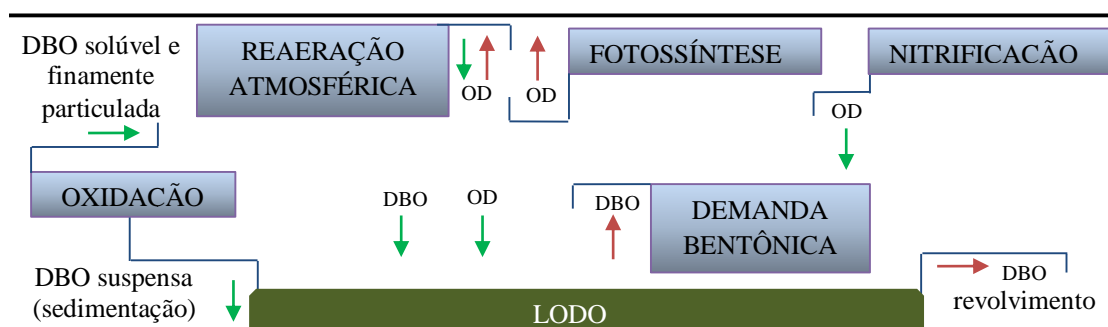 DBO solúvel e
finamente
particulada
REAERAÇÃO
ATMOSFÉRICA
OD
OD
FOTOSSÍNTESE
NITRIFICACÃO
OD
OXIDACÃO
DBO
OD
DBO
DEMANDA
BENTÔNICA
DBO suspensa
(sedimentação)
LODO
DBO
revolvimento